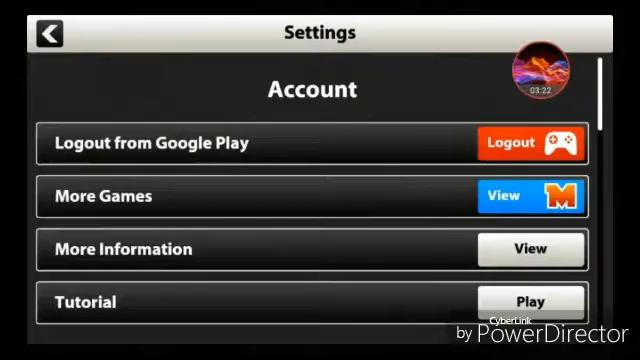 Settings
03:22
Account
Logout from Google Play
Logout
More Games
View
M
More Information
View
Tutorial
Play
CyberLink
by PowerDirector